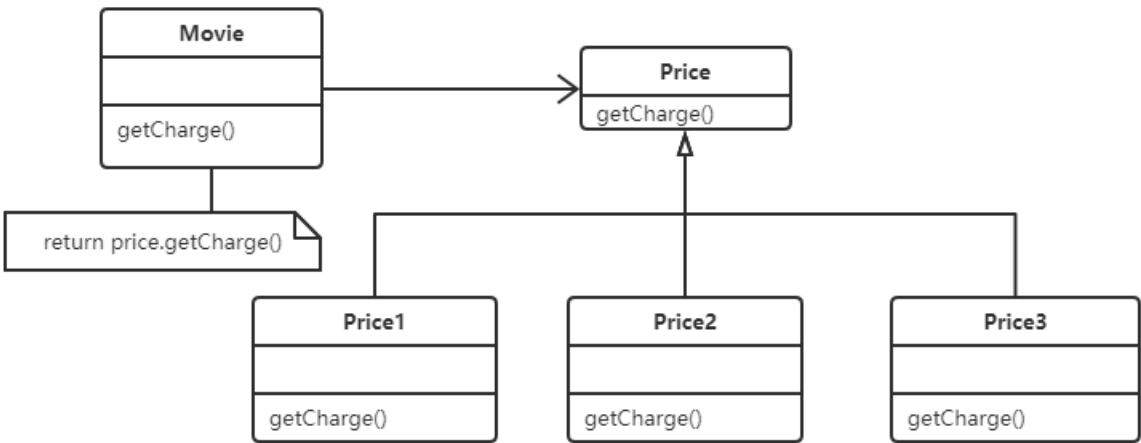 Movie
getCharge()
return price.getCharge()
Price
getCharge()
Price1
getCharge()
Price2
getCharge()
Price3
getCharge()